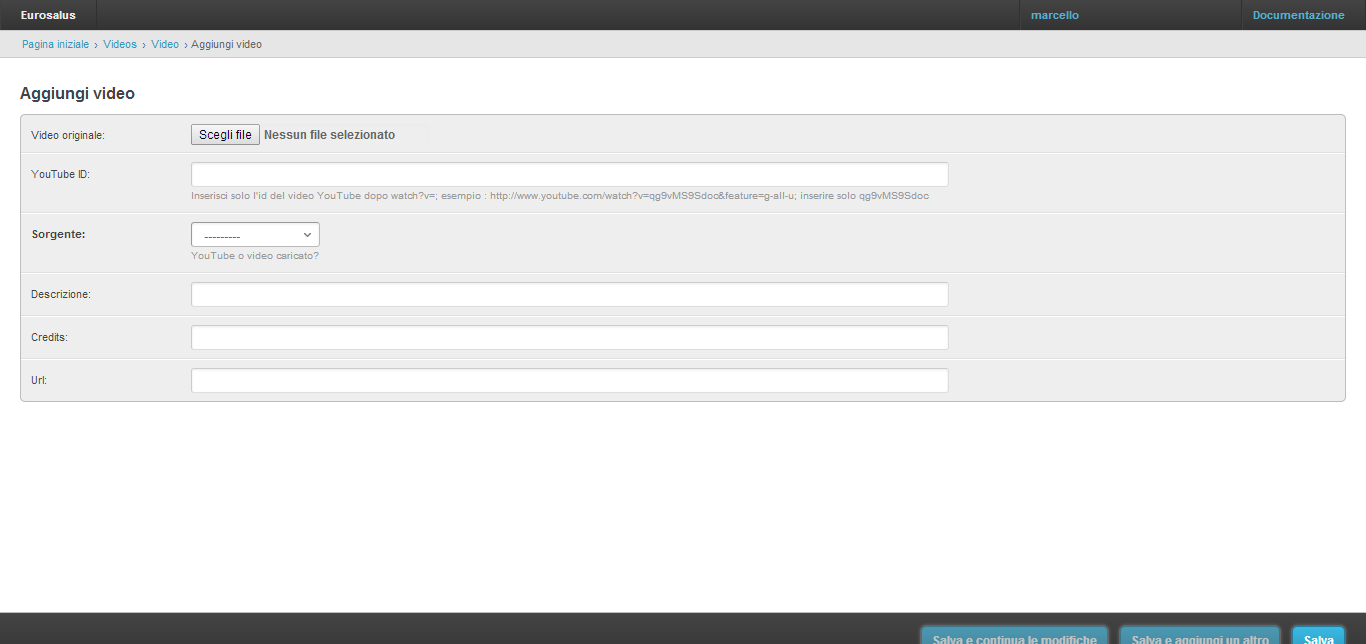 Eurosalus marcello Documentazione
Pagina iniziale › Videos › Video › Aggiungi video
Aggiungi video
Video originale: Scegli file Nessun file selezionato
YouTube ID:
Inserisci solo l'id del video YouTube dopo watch?v=; esempio : http://www.youtube.com/watch?v=qg9vMS9Sdoc&feature=g-all-u; inserire solo qg9vMS9Sdoc
Sorgente: ---------
YouTube o video caricato?
Descrizione:
Credits:
Url:
Salva e continua le modifiche Salva e aggiungi un altro Salva